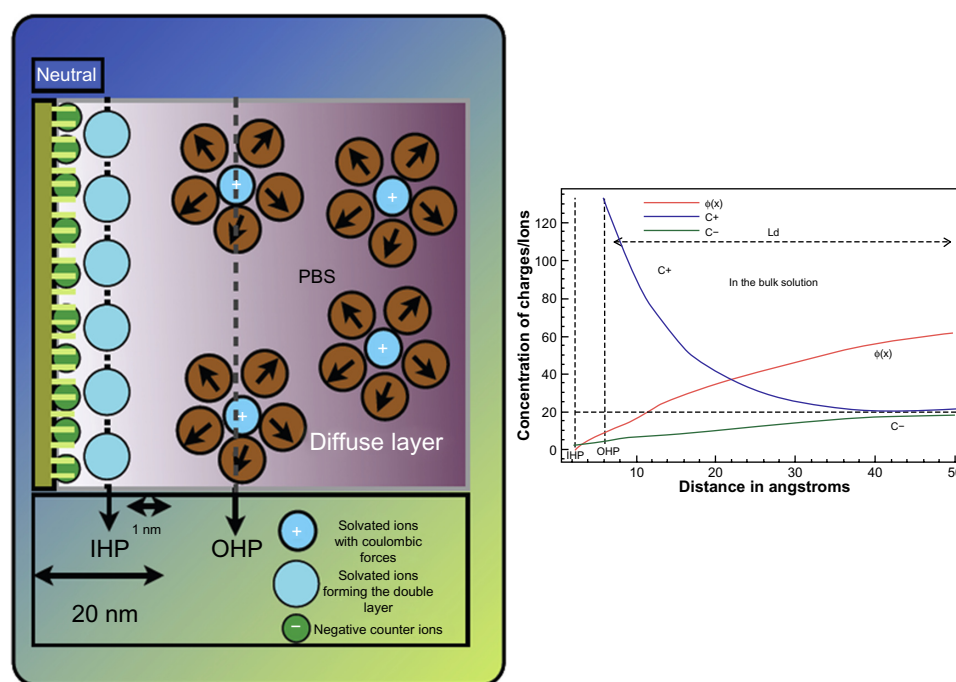 Neutral
+
+
PBS
+
+
Diffuse layer
1 nm
IHP
OHP
20 nm
+
Solvated ions
with coulombic
forces
Solvated ions
forming the double
layer
−
Negative counter ions
Concentration of charges/Ions
120
100
80
60
40
20
0
ϕ(x)
C+
C−
Ld
C+
In the bulk solution
ϕ(x)
C−
IHP
OHP
10
20
30
40
50
Distance in angstroms